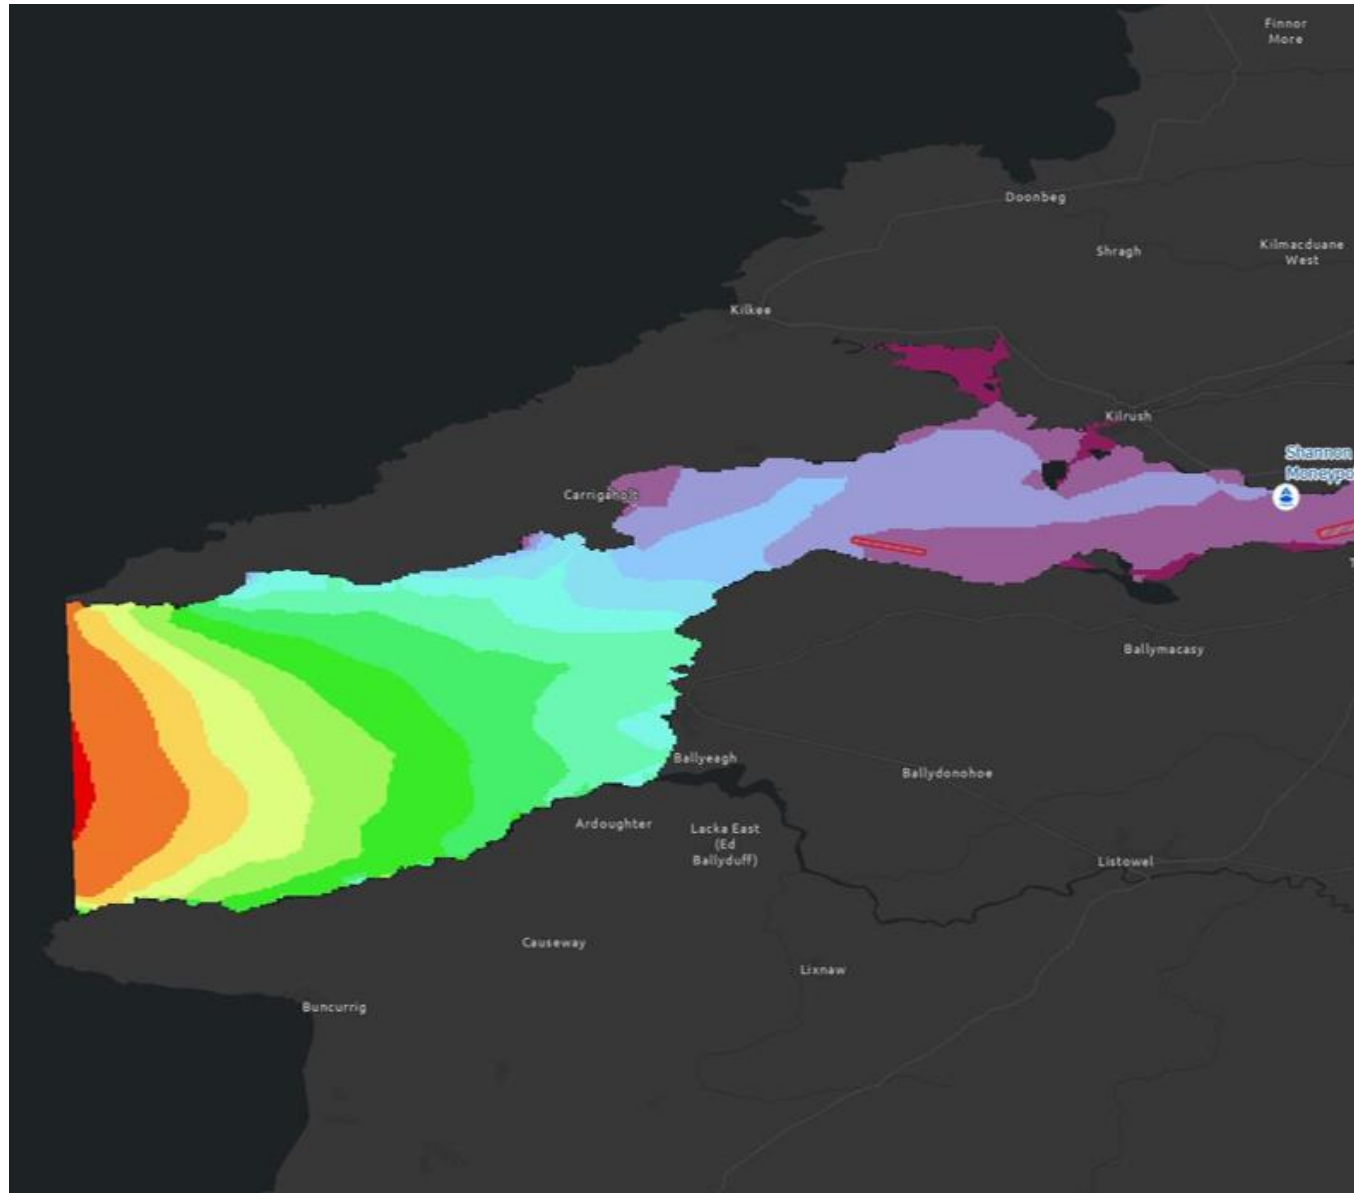 Finnor
More
Doonbeg
Shragh
Kilmacduane
West
Kilkee
Kilrush
Shannon
Moneypo
Carrigaholt
Ballymacasy
Ballyeagh
Ballydonohoe
Ardoughter
Lacka East
(Ed
Ballyduff)
Listowel
Causeway
Lixnaw
Buncurrig